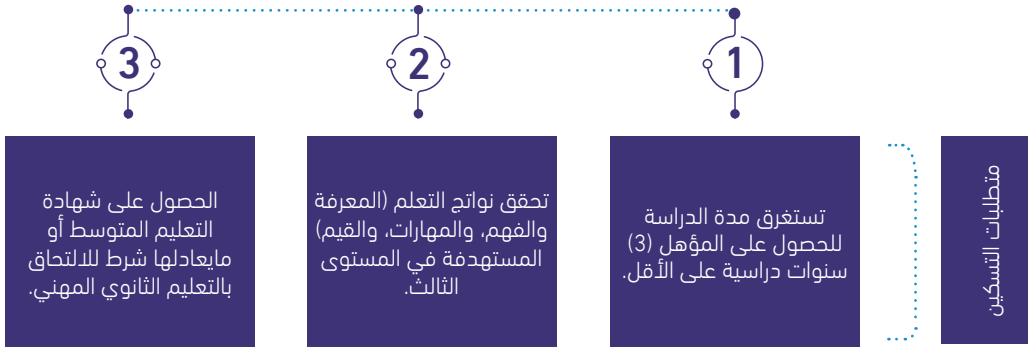 متطلبات التسكين
1
تستغرق مدة الدراسة
للحصول على المؤهل (3)
سنوات دراسية على الأقل.
2
تحقق نواتج التعلم (المعرفة
والفهم، والمهارات، والقيم)
المستهدفة في المستوى
الثالث.
3
الحصول على شهادة
التعليم المتوسط أو
مايعادلها شرط للالتحاق
بالتعليم الثانوي المهني.